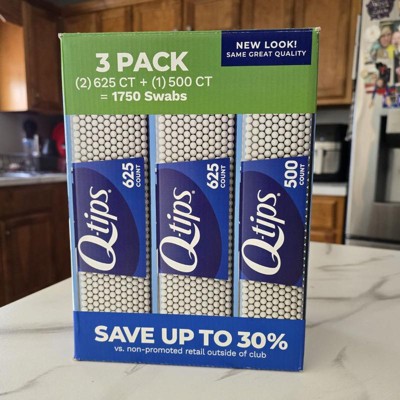 3 PACK
(2) 625 CT + (1) 500 CT
= 1750 Swabs
NEW LOOK!
SAME GREAT QUALITY
Q-tips
625
COUNT
Q-tips
625
COUNT
Q-tips
500
COUNT
SAVE UP TO 30%
vs. non-promoted retail outside of club